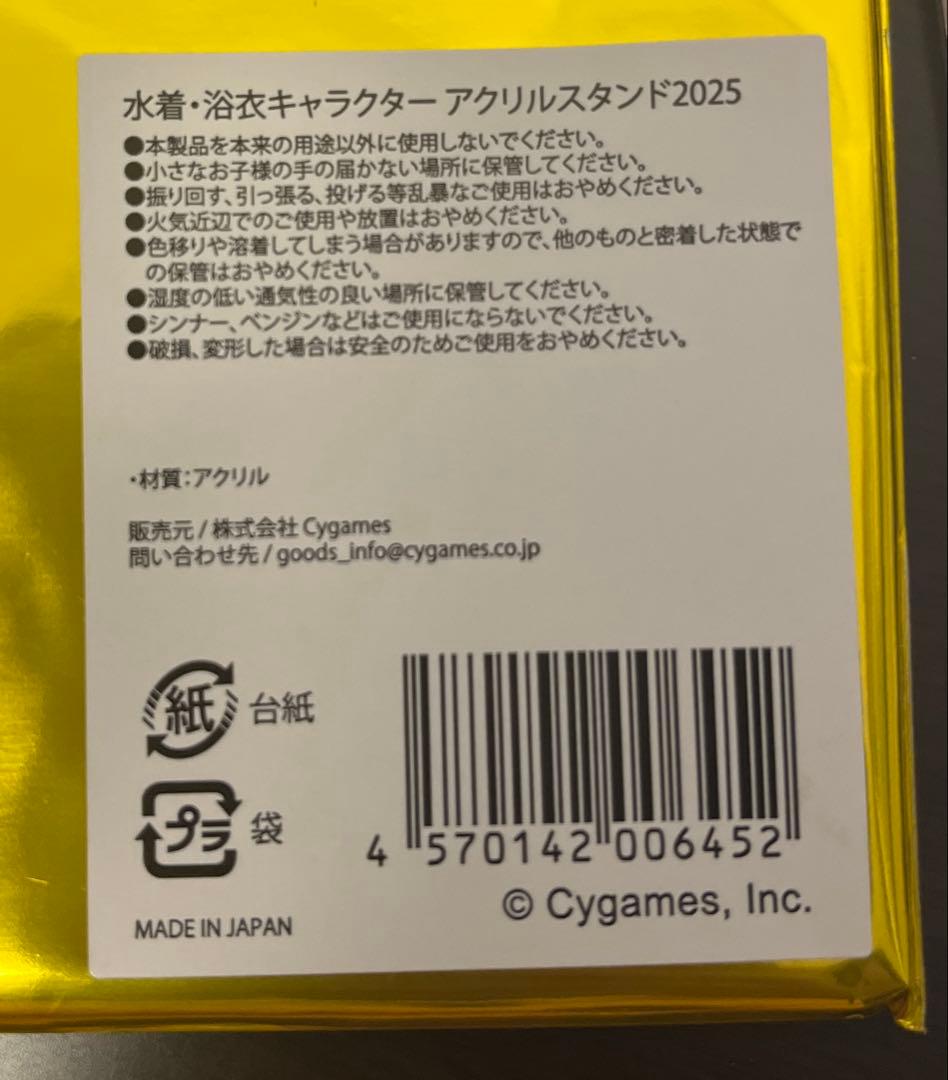 水着・浴衣キャラクター アクリルスタンド2025
●本製品を本来の用途以外に使用しないでください。
●小さなお子様の手の届かない場所に保管してください。
●振り回す、引っ張る、投げる等乱暴なご使用はおやめください。
●火気近辺でのご使用や放置はおやめください。
●色移りや溶着してしまう場合がありますので、他のものと密着した状態で
の保管はおやめください。
●湿度の低い通気性の良い場所に保管してください。
●シンナー、ベンジンなどはご使用にならないでください。
●破損、変形した場合は安全のためご使用をおやめください。
・材質：アクリル
販売元 / 株式会社 Cygames
問い合わせ先 / goods_info@cygames.co.jp
紙 台紙
プラ 袋
MADE IN JAPAN
4 570142 006452
© Cygames, Inc.